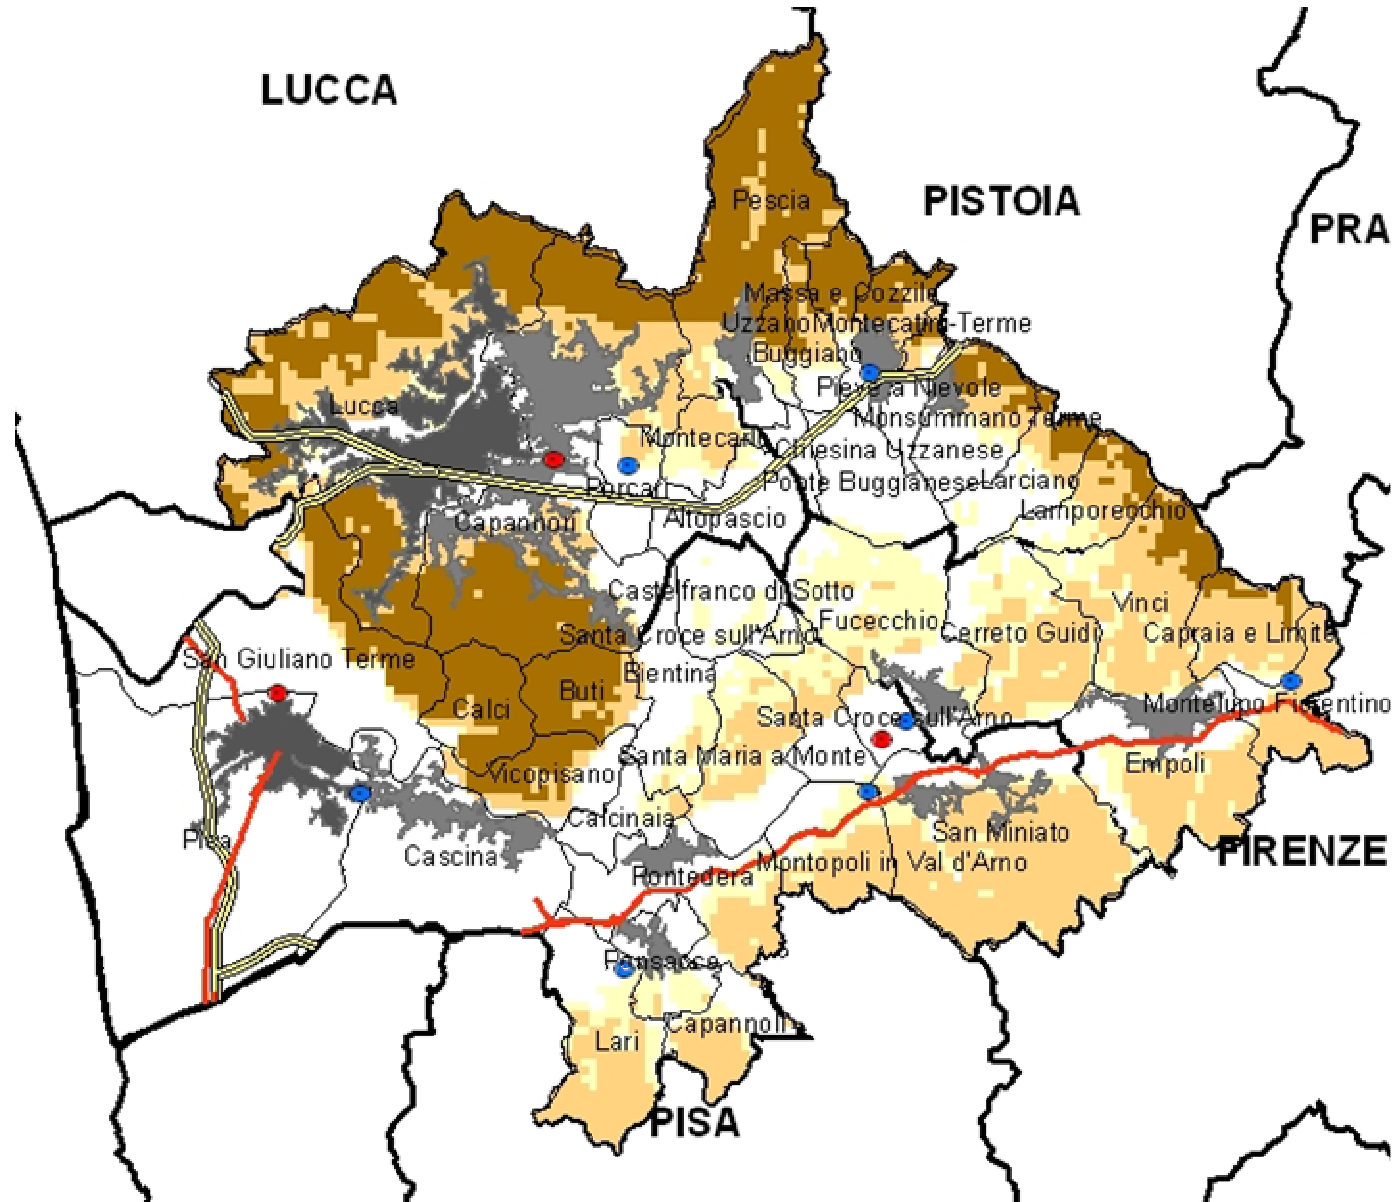 LUCCA
PISTOIA
PRA
Pescia
Massa e Cozzile
Uzzano
Montecatini-Terme
Buggiano
Pieve a Nievole
Lucca
Monsummano Terme
Montecarlo
Chiesina Uzzanese
Porcari
Ponte Buggianese
Larciano
Lamporecchio
Capannori
Altopascio
Castelfranco di Sotto
Vinci
Fucecchio
Santa Croce sull'Arno
Cerreto Guidi
Capraia e Limite
San Giuliano Terme
Bientina
Buti
Calci
Montelupo Fiorentino
Santa Croce sull'Arno
Santa Maria a Monte
Empoli
Vicopisano
Calcinaia
San Miniato
Pisa
Cascina
Montopoli in Val d'Arno
FIRENZE
Pontedera
Ponsacco
Capannoli
Lari
PISA